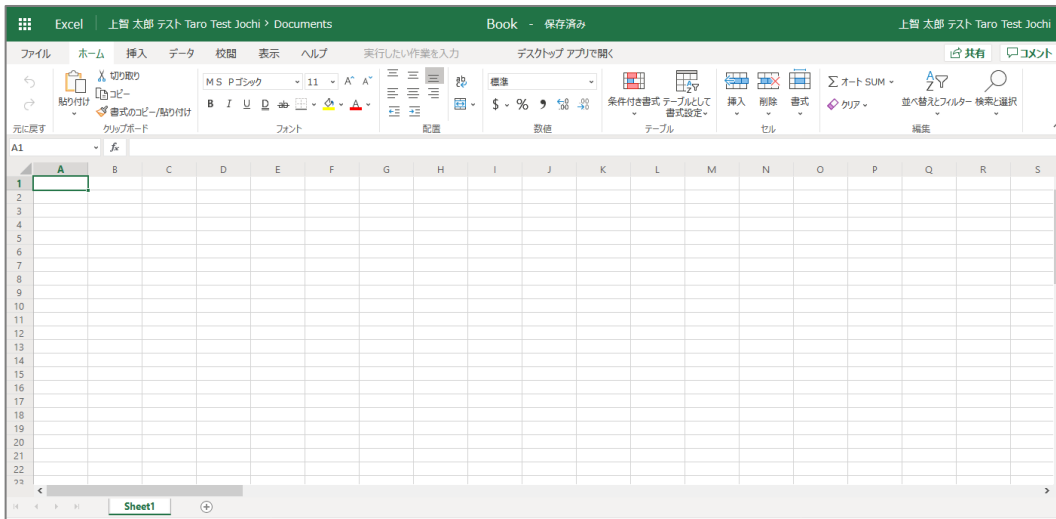 Excel 上智 太郎 テスト Taro Test Jochi > Documents Book - 保存済み 上智 太郎 テスト Taro Test Jochi
ファイル ホーム 挿入 データ 校閲 表示 ヘルプ 実行したい作業を入力 デスクトップ アプリで開く 共有 コメント
切り取り
コピー
貼り付け 書式のコピー/貼り付け
元に戻す クリップボード
ＭＳ Ｐゴシック 11 A^ A˅
B I U D ab A
フォント
ab
配置
標準
$ % 9 .00 .00
数値
条件付き書式 テーブルとして書式設定
テーブル
挿入 削除 書式
セル
Σ オート SUM
クリア
並べ替えとフィルター 検索と選択
編集
A1 fx
A B C D E F G H I J K L M N O P Q R S
1
2
3
4
5
6
7
8
9
10
11
12
13
14
15
16
17
18
19
20
21
22
23
Sheet1